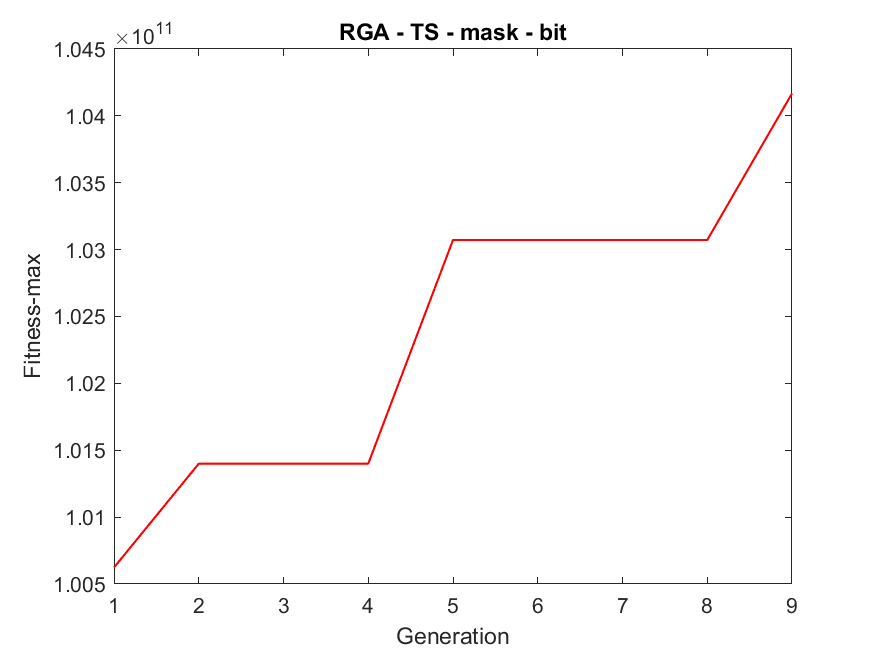 RGA - TS - mask - bit
×10^11
1.045
1.04
1.035
1.03
1.025
1.02
1.015
1.01
1.005
Fitness-max
1 2 3 4 5 6 7 8 9
Generation